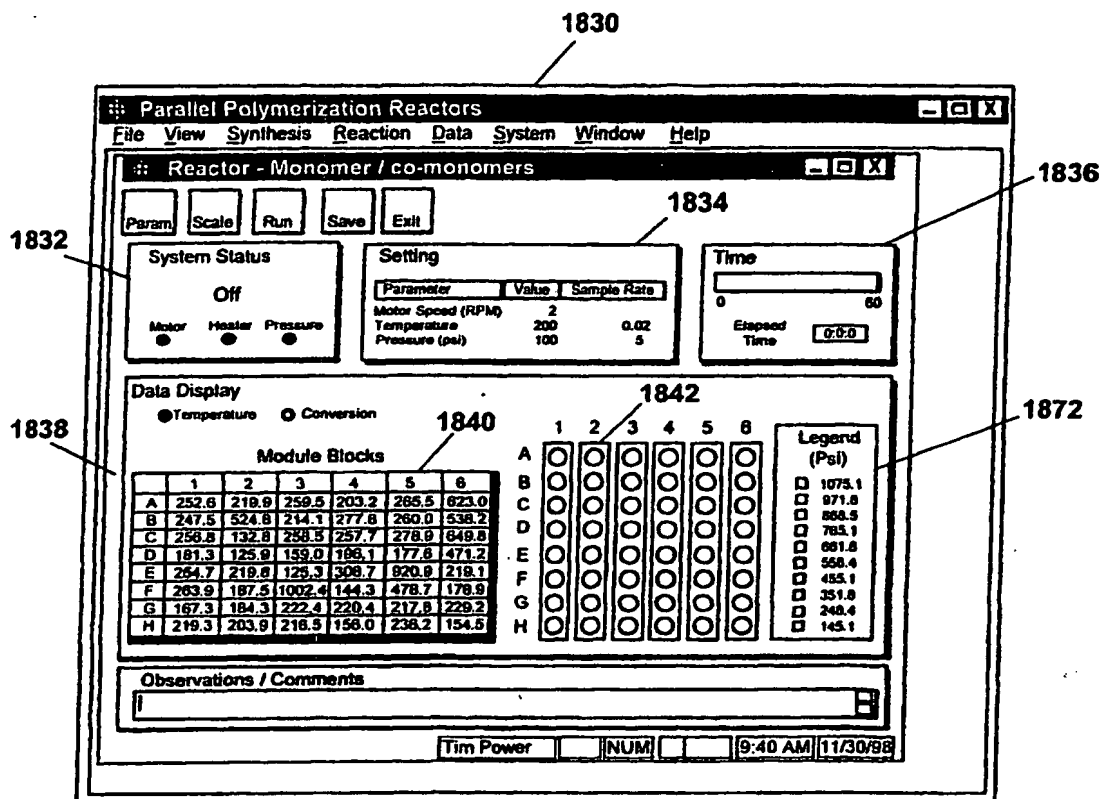 1830
Parallel Polymerization Reactors
File View Synthesis Reaction Data System Window Help
Reactor - Monomer / co-monomers
1836
Param Scale Run Save Exit
1834
1832
System Status
Off
Motor Heater Pressure
Setting
Parameter Value Sample Rate
Motor Speed (RPM) 2
Temperature 200 0.02
Pressure (psi) 100 5
Time
0 60
Elapsed Time 0:0:0
Data Display
Temperature Conversion
1838
1840
1842
1872
Module Blocks
1 2 3 4 5 6
A 252.6 219.9 259.5 203.2 265.5 623.0
B 247.5 524.8 214.1 277.8 260.0 538.2
C 256.8 132.8 258.5 257.7 278.9 649.8
D 181.3 125.9 159.0 196.1 177.6 471.2
E 264.7 219.8 125.3 308.7 920.9 219.1
F 263.9 187.5 1002.4 144.3 478.7 178.9
G 167.3 184.3 222.4 220.4 217.8 229.2
H 219.3 203.9 216.5 156.0 236.2 154.5
1 2 3 4 5 6
A
B
C
D
E
F
G
H
Legend
(Psi)
1075.1
971.8
868.5
765.1
661.8
558.4
455.1
351.8
248.4
145.1
Observations / Comments
Tim Power NUM 9:40 AM 11/30/98